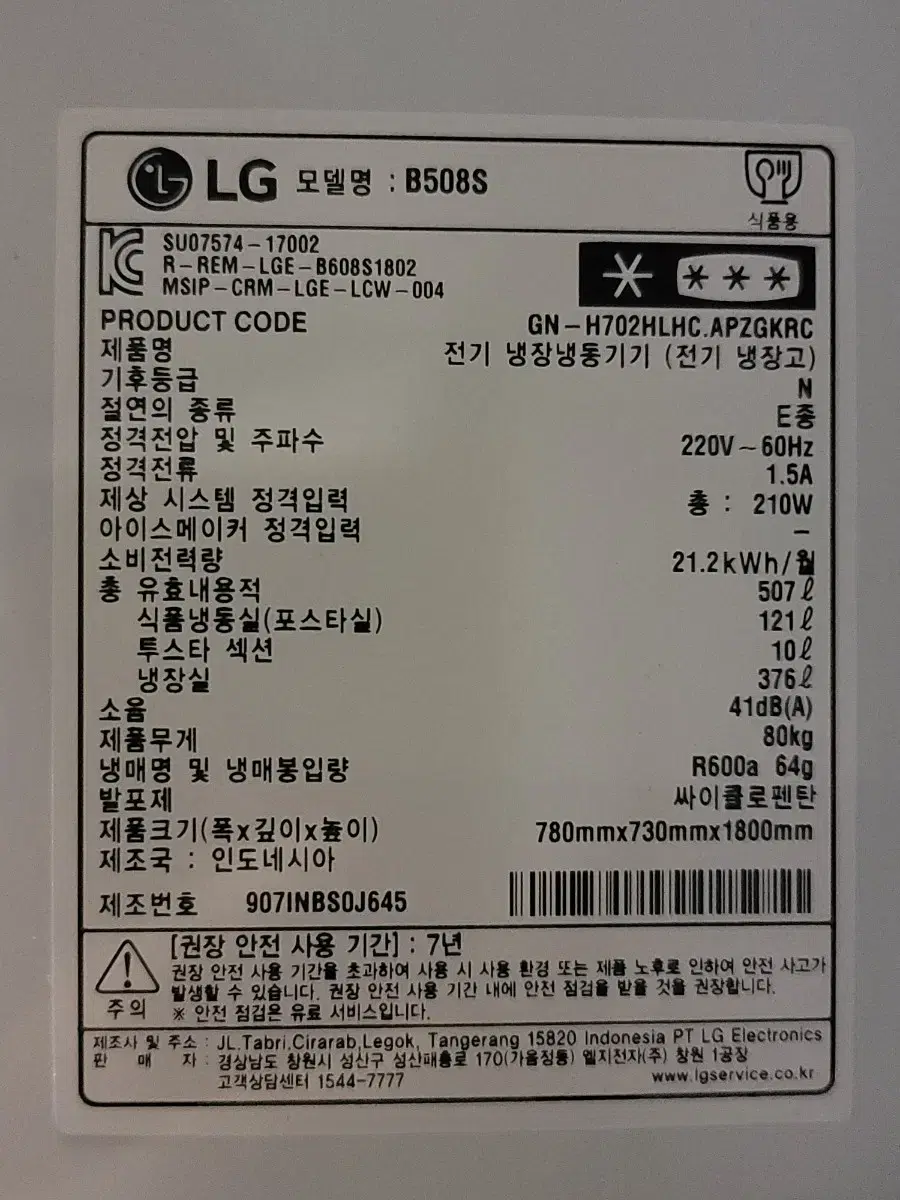 LG 모델명 : B508S
식품용
SU07574-17002
R-REM-LGE-B608S1802
MSIP-CRM-LGE-LCW-004
PRODUCT CODE GN-H702HLHC.APZGKRC
제품명 전기 냉장냉동기기 (전기 냉장고)
기후등급 N
절연의 종류 E종
정격전압 및 주파수 220V~60Hz
정격전류 1.5A
제상 시스템 정격입력 총 : 210W
아이스메이커 정격입력 -
소비전력량 21.2kWh/월
총 유효내용적 507ℓ
식품냉동실(포스타실) 121ℓ
투스타 섹션 10ℓ
냉장실 376ℓ
소음 41dB(A)
제품무게 80kg
냉매명 및 냉매봉입량 R600a 64g
발포제 싸이클로펜탄
제품크기(폭x깊이x높이) 780mmx730mmx1800mm
제조국 : 인도네시아
제조번호 907INBS0J645
[권장 안전 사용 기간] : 7년
권장 안전 사용 기간을 초과하여 사용 시 사용 환경 또는 제품 노후로 인하여 안전 사고가
발생할 수 있습니다. 권장 안전 사용 기간 내에 안전 점검을 받을 것을 권장합니다.
주의 ※ 안전 점검은 유료 서비스입니다.
제조사 및 주소 : JL.Tabri,Cirarab,Legok, Tangerang 15820 Indonesia PT LG Electronics
판 매 자 : 경상남도 창원시 성산구 성산패총로 170(가음정동) 엘지전자(주) 창원 1공장
고객상담센터 1544-7777 www.lgservice.co.kr